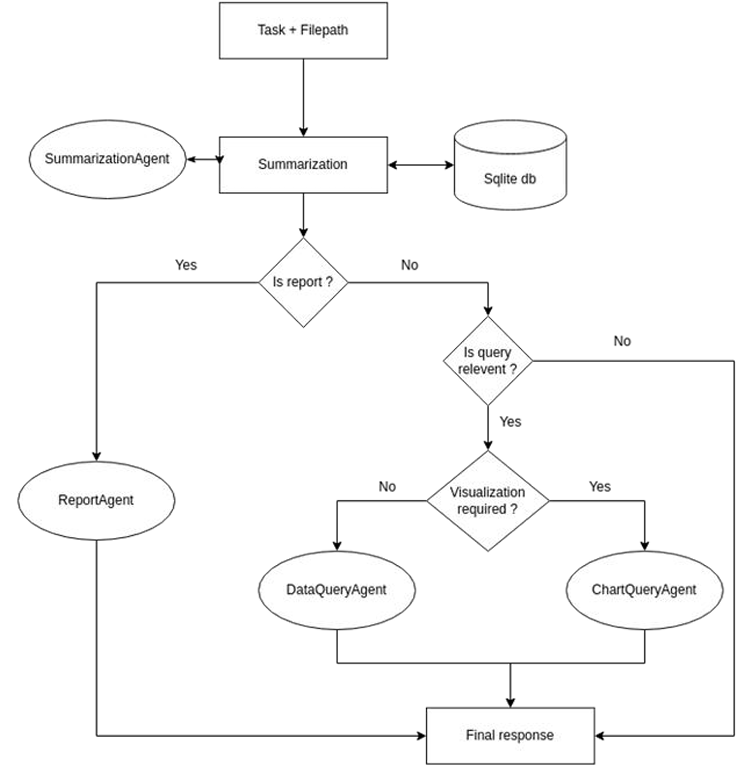 Task + Filepath
SummarizationAgent
Summarization
Sqlite db
Yes
Is report ?
No
Is query
relevent ?
No
Yes
No
Visualization
required ?
Yes
ReportAgent
DataQueryAgent
ChartQueryAgent
Final response